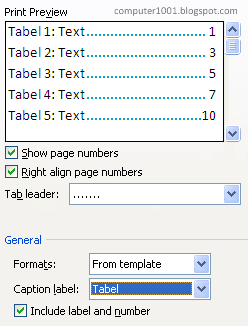 Print Preview
computer1001.blogspot.com
Tabel 1: Text........................................ 1
Tabel 2: Text........................................ 3
Tabel 3: Text........................................ 5
Tabel 4: Text........................................ 7
Tabel 5: Text.....................................10
Show page numbers
Right align page numbers
Tab leader: .......
General
Formats: From template
Caption label: Tabel
Include label and number